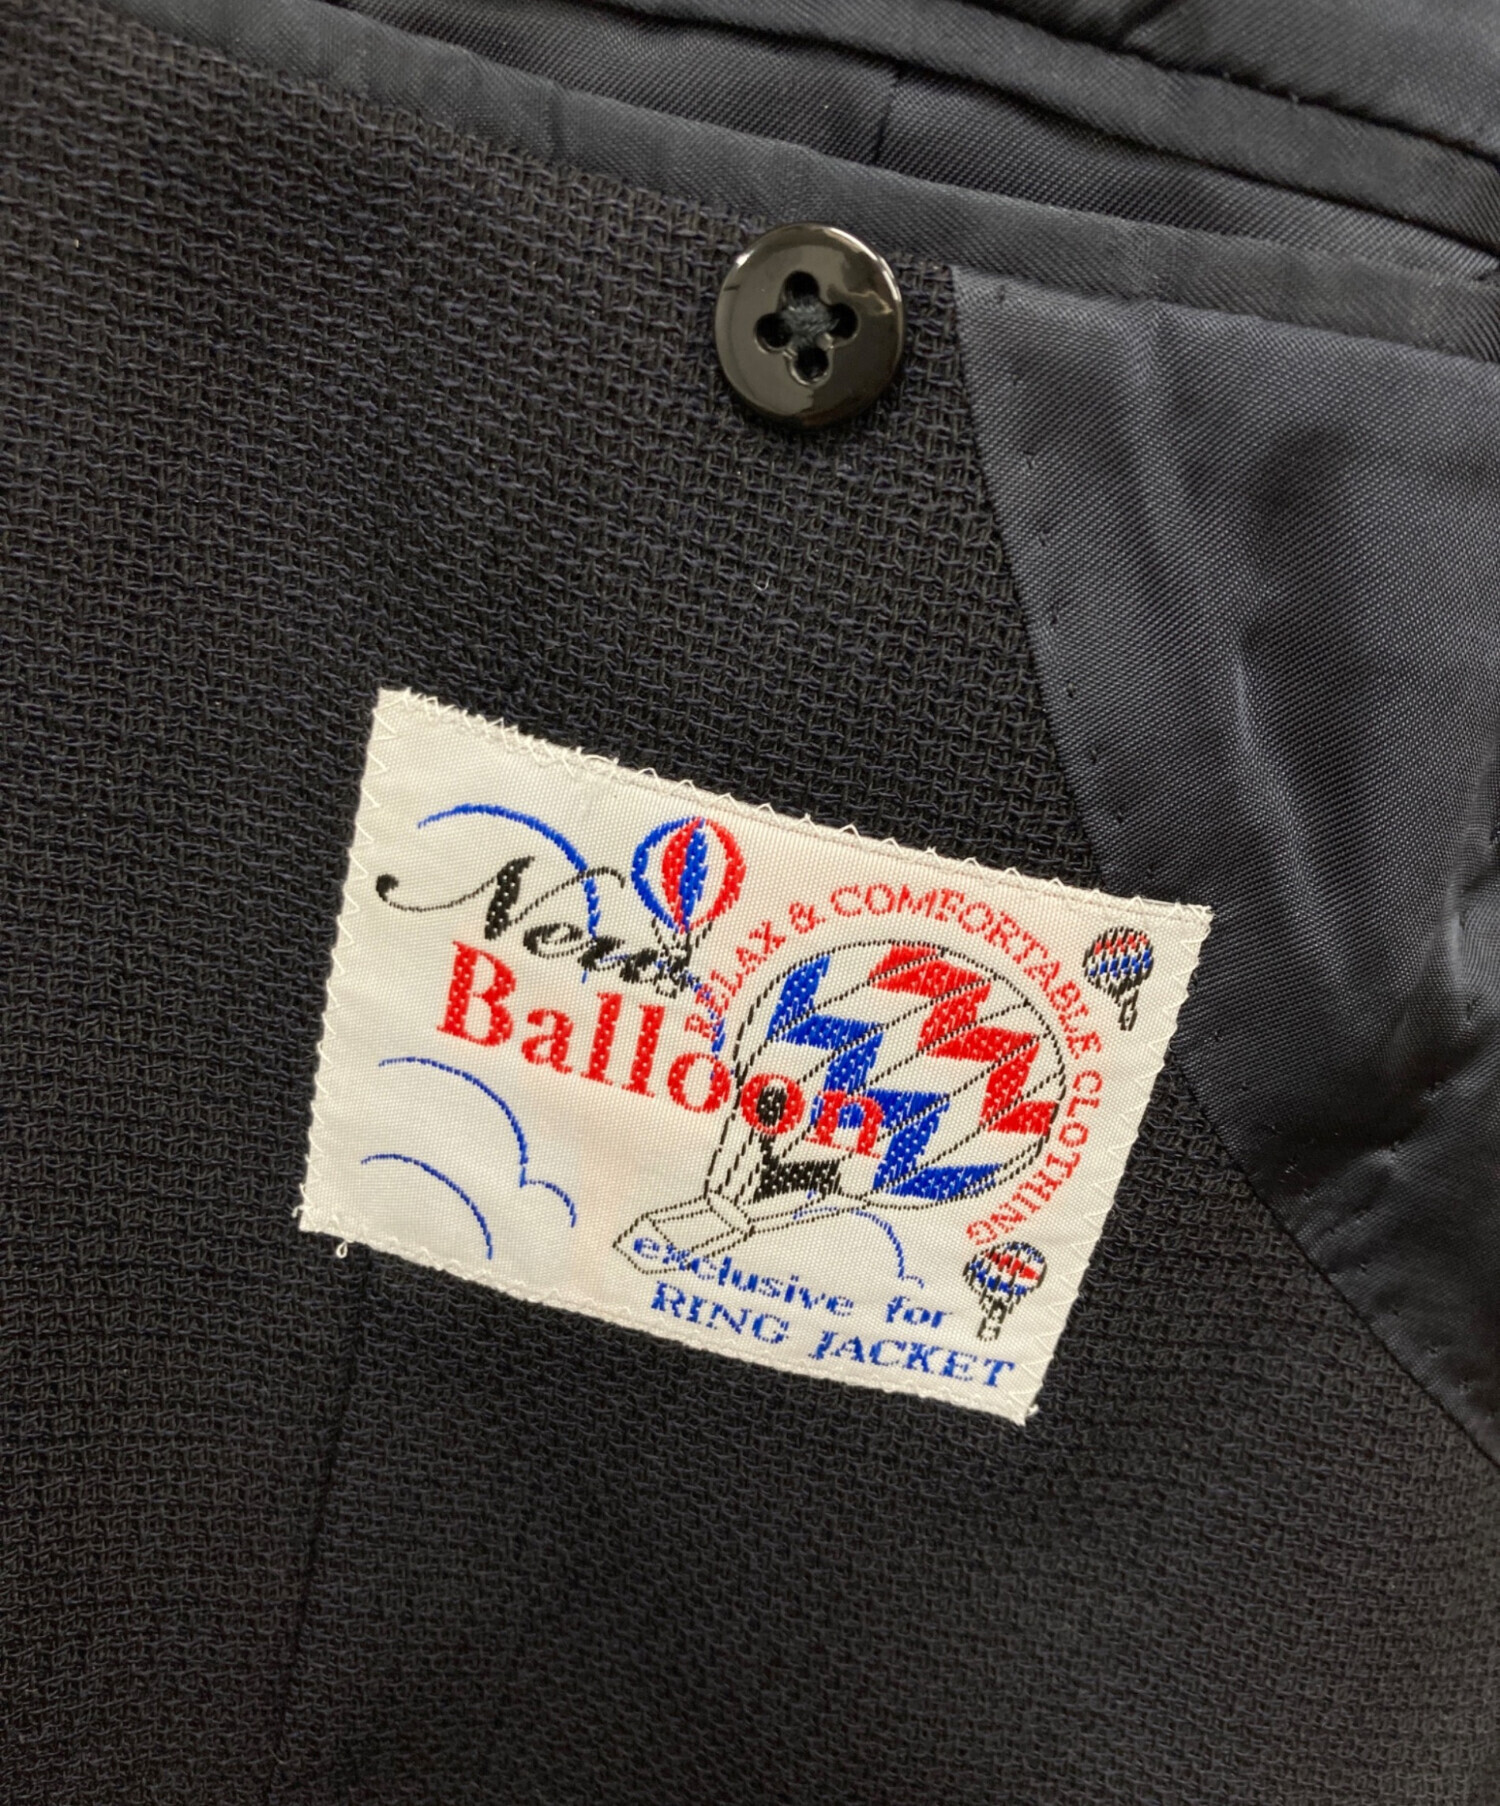 New
Balloon
RELAX & COMFORTABLE CLOTHING
exclusive for
RING JACKET